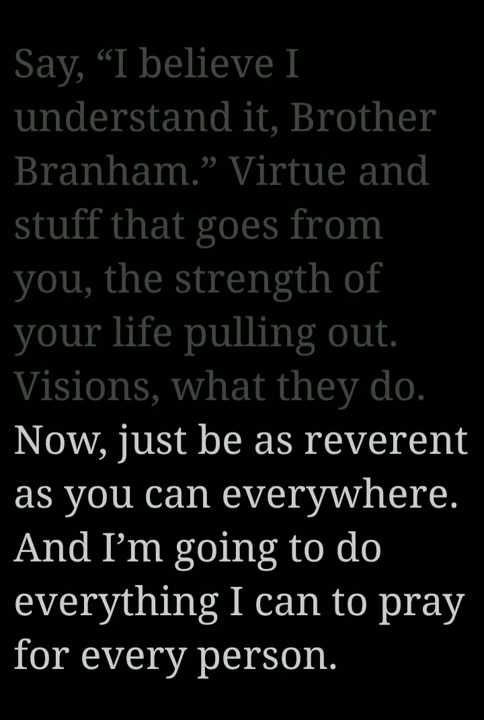 Say, “I believe I
understand it, Brother
Branham.” Virtue and
stuff that goes from
you, the strength of
your life pulling out.
Visions, what they do.
Now, just be as reverent
as you can everywhere.
And I’m going to do
everything I can to pray
for every person.